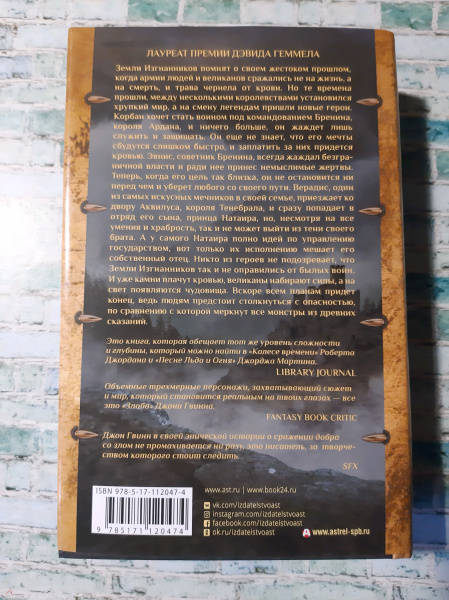 ЛАУРЕАТ ПРЕМИИ ДЭВИДА ГЕММЕЛА
Земли Изгнанников помнят о своем жестоком прошлом,
когда армии людей и великанов сражались не на жизнь,
а на смерть, и трава чернела от крови. Но те времена
прошли, между несколькими королевствами установился
хрупкий мир, а на смену легендам пришли новые герои.
Корбан хочет стать воином под командованием Бренина,
короля Ардана, и ничего больше, он жаждет лишь
служить и защищать. Он еще не знает, что его мечты
сбудутся слишком быстро, и заплатить за них придется
кровью. Эвнис, советник Бренина, всегда жаждал безгра-
ничной власти и ради нее принес немыслимые жертвы.
Теперь, когда его цель так близка, он не остановится ни
перед чем и уберет любого со своего пути. Верадис, один
из самых искусных мечников в своей семье, приезжает ко
двору Аквилуса, короля Тенебрала, и сразу попадает в
отряд его сына, принца Натаира, но, несмотря на все
умения и храбрость, так и не может выйти из тени своего
брата. А у самого Натаира полно идей по управлению
государством, вот только их исполнению мешает его
собственный отец. Никто из героев не подозревает, что
Земли Изгнанников так и не оправились от былых войн.
И уже камни плачут кровью, великаны набирают силы, а на
свет появляются чудовища. Вскоре всем планам придет
конец, ведь людям предстоит столкнуться с опасностью,
по сравнению с которой меркнут все монстры из древних
сказаний.
Это книга, которая обещает тот же уровень сложности
и глубины, который можно найти в «Колесе времени» Роберта
Джордана и «Песне Льда и Огня» Джорджа Мартина.
LIBRARY JOURNAL
Объемные трехмерные персонажи, захватывающий сюжет
и мир, который становится реальным на твоих глазах — все
это «Злоба» Джона Гвинна.
FANTASY BOOK CRITIC
Джон Гвинн в своей эпической истории о сражении добра
со злом не промахивается ни разу, это писатель, за творче-
ством которого стоит следить.
SFX
ISBN 978-5-17-112047-4
9 785171 120474
www.ast.ru | www.book24.ru
vk.com/izdatelstvoast
instagram.com/izdatelstvoast
facebook.com/izdatelstvoast
ok.ru/izdatelstvoast
www.astrel-spb.ru